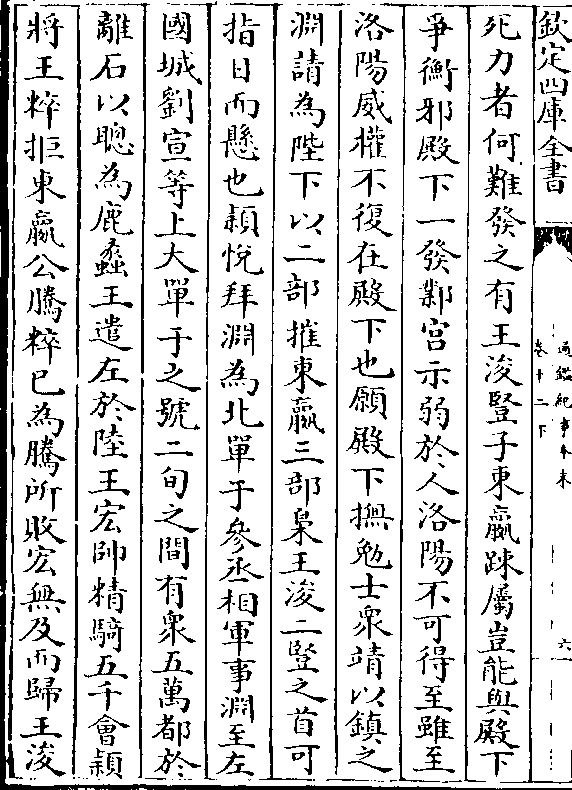 欽定四庫全書
通鑑紀事本末
卷十二下
六
死力者何難發之有王浚豎子東嬴踈屬豈能與殿下
爭衡邪殿下一發鄴宮示弱於人洛陽不可得至雖至
洛陽威權不復在殿下也願殿下撫勉士衆靖以鎮之
淵請為陛下以二部摧東嬴三部梟王浚二豎之首可
指日而懸也穎悅拜淵為北單于參丞相軍事淵至左
國城劉宣等上大單于之號二旬之間有衆五萬都於
離石以聰為鹿蠡王遣左於陸王宏帥精騎五千會穎
將王粹拒東嬴公騰粹已為騰所敗宏無及而歸王浚